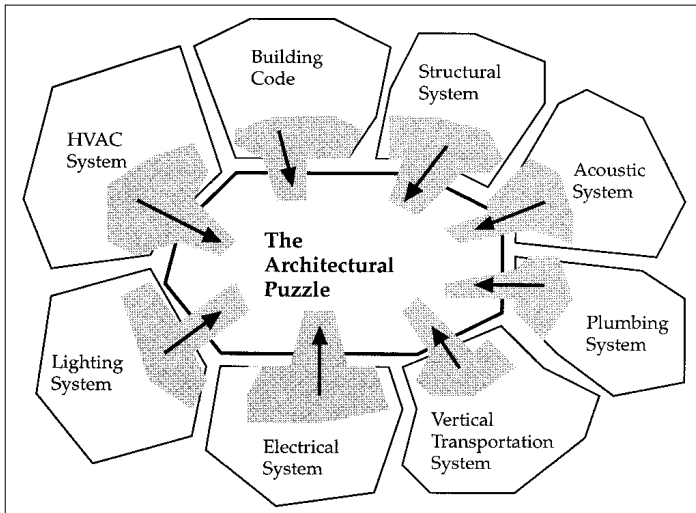 Building
Code
Structural
System
HVAC
System
Acoustic
System
The
Architectural
Puzzle
Plumbing
System
Lighting
System
Electrical
System
Vertical
Transportation
System